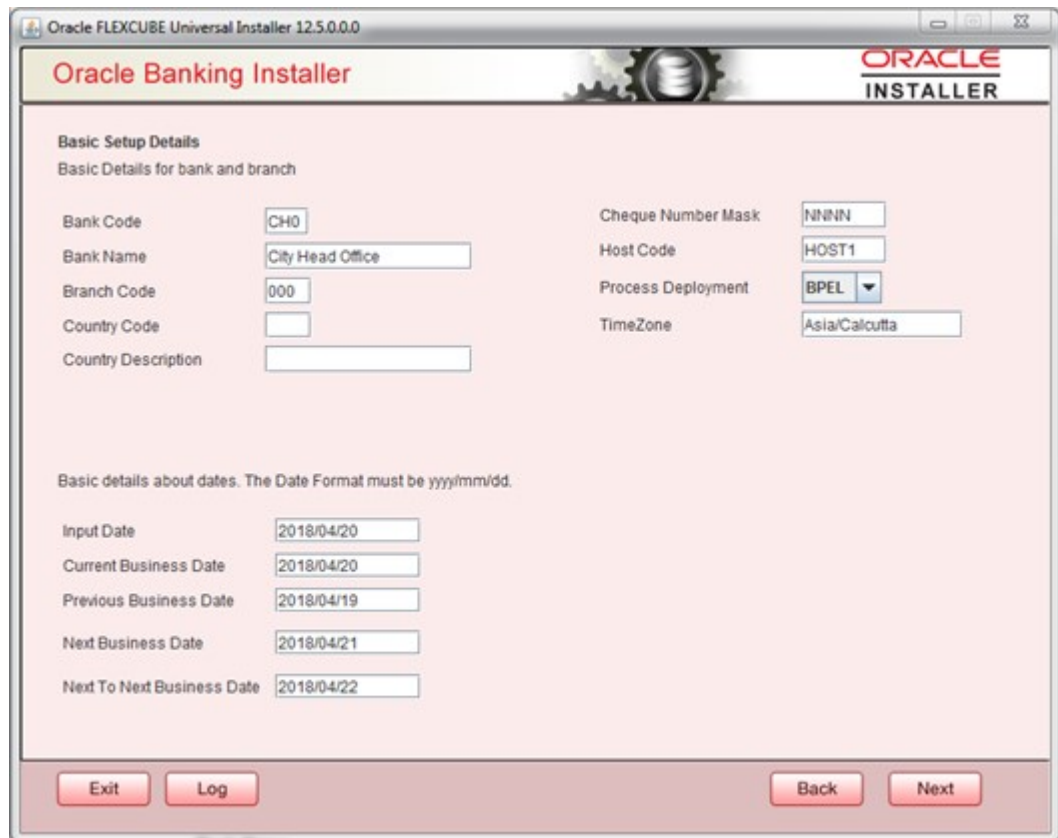 Oracle FLEXCUBE Universal Installer 12.5.0.0.0
Oracle Banking Installer
ORACLE
INSTALLER
Basic Setup Details
Basic Details for bank and branch
Bank Code CH0
Bank Name City Head Office
Branch Code 000
Country Code
Country Description
Cheque Number Mask NNNN
Host Code HOST1
Process Deployment BPEL
TimeZone Asia/Calcutta
Basic details about dates. The Date Format must be yyyy/mm/dd.
Input Date 2018/04/20
Current Business Date 2018/04/20
Previous Business Date 2018/04/19
Next Business Date 2018/04/21
Next To Next Business Date 2018/04/22
Exit Log Back Next